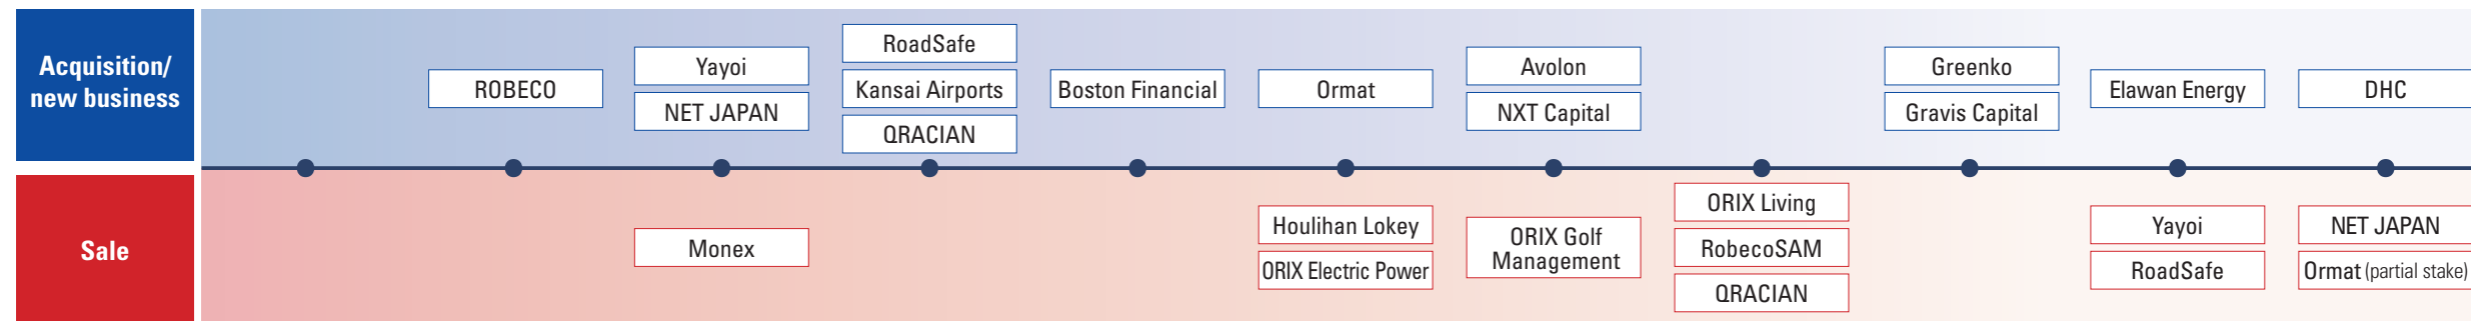 Acquisition/
new business
ROBECO
Yayoi
NET JAPAN
RoadSafe
Kansai Airports
QRACIAN
Boston Financial
Ormat
Avolon
NXT Capital
Greenko
Gravis Capital
Elawan Energy
DHC
Sale
Monex
Houlihan Lokey
ORIX Electric Power
ORIX Golf
Management
ORIX Living
RobecoSAM
QRACIAN
Yayoi
RoadSafe
NET JAPAN
Ormat (partial stake)